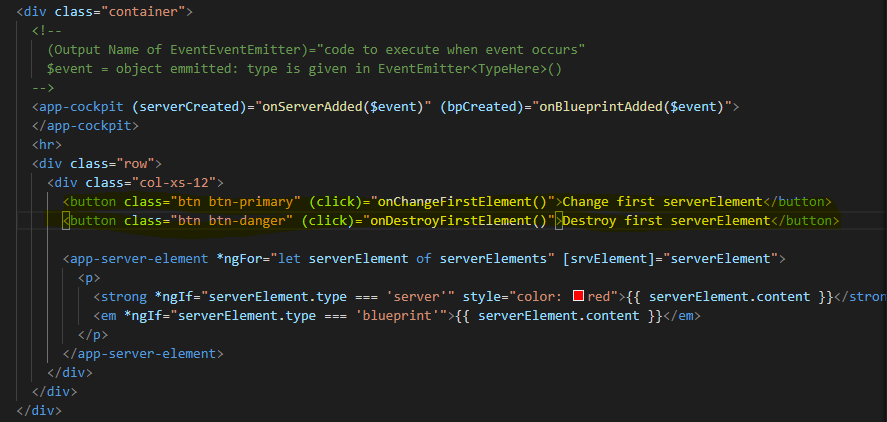 <div class="container">
<!--
(Output Name of EventEventEmitter)="code to execute when event occurs"
$event = object emmitted: type is given in EventEmitter<TypeHere>()
-->
<app-cockpit (serverCreated)="onServerAdded($event)" (bpCreated)="onBlueprintAdded($event)">
</app-cockpit>
<hr>
<div class="row">
<div class="col-xs-12">
<button class="btn btn-primary" (click)="onChangeFirstElement()">Change first serverElement</button>
<button class="btn btn-danger" (click)="onDestroyFirstElement()">Destroy first serverElement</button>
<app-server-element *ngFor="let serverElement of serverElements" [srvElement]="serverElement">
<p>
<strong *ngIf="serverElement.type === 'server'" style="color: red">{{ serverElement.content }}</stron
<em *ngIf="serverElement.type === 'blueprint'">{{ serverElement.content }}</em>
</p>
</app-server-element>
</div>
</div>
</div>